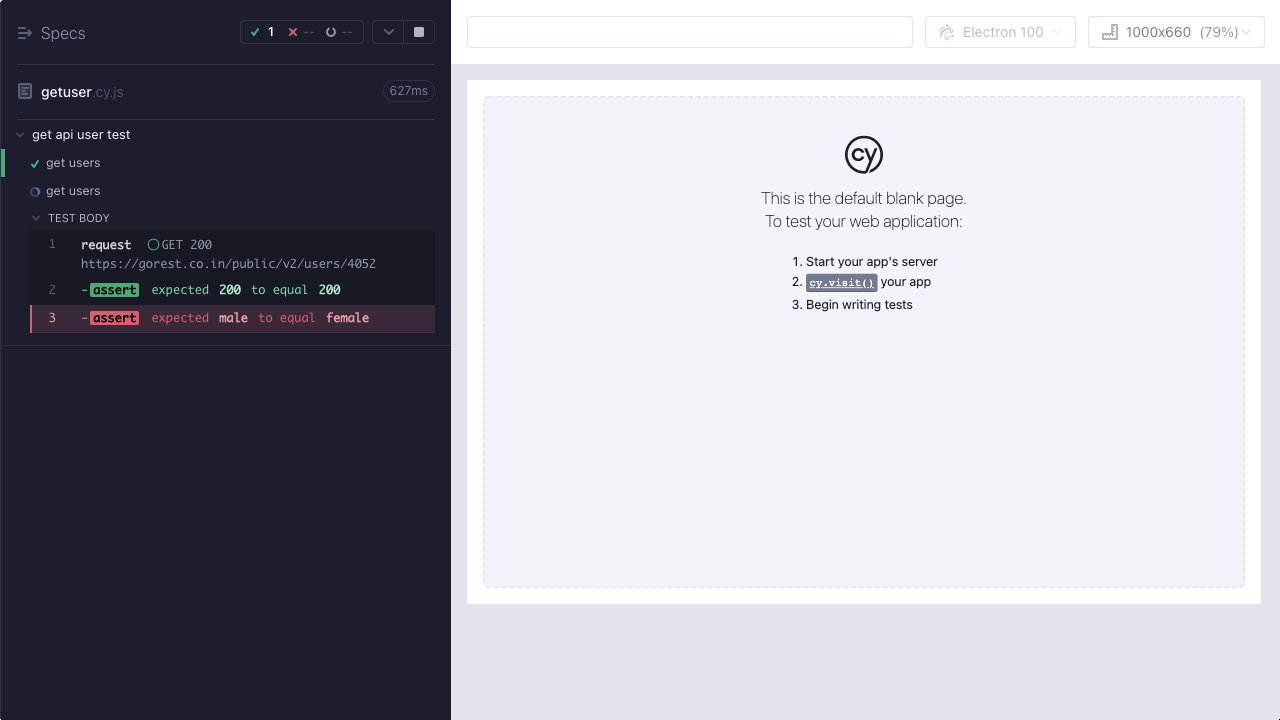 Specs
1
--
--
Electron 100
1000x660 (79%)
getuser.cy.js
627ms
get api user test
get users
get users
TEST BODY
1 request GET 200
https://gorest.co.in/public/v2/users/4052
2 -assert expected 200 to equal 200
3 -assert expected male to equal female
cy
This is the default blank page.
To test your web application:
1. Start your app's server
2. cy.visit() your app
3. Begin writing tests